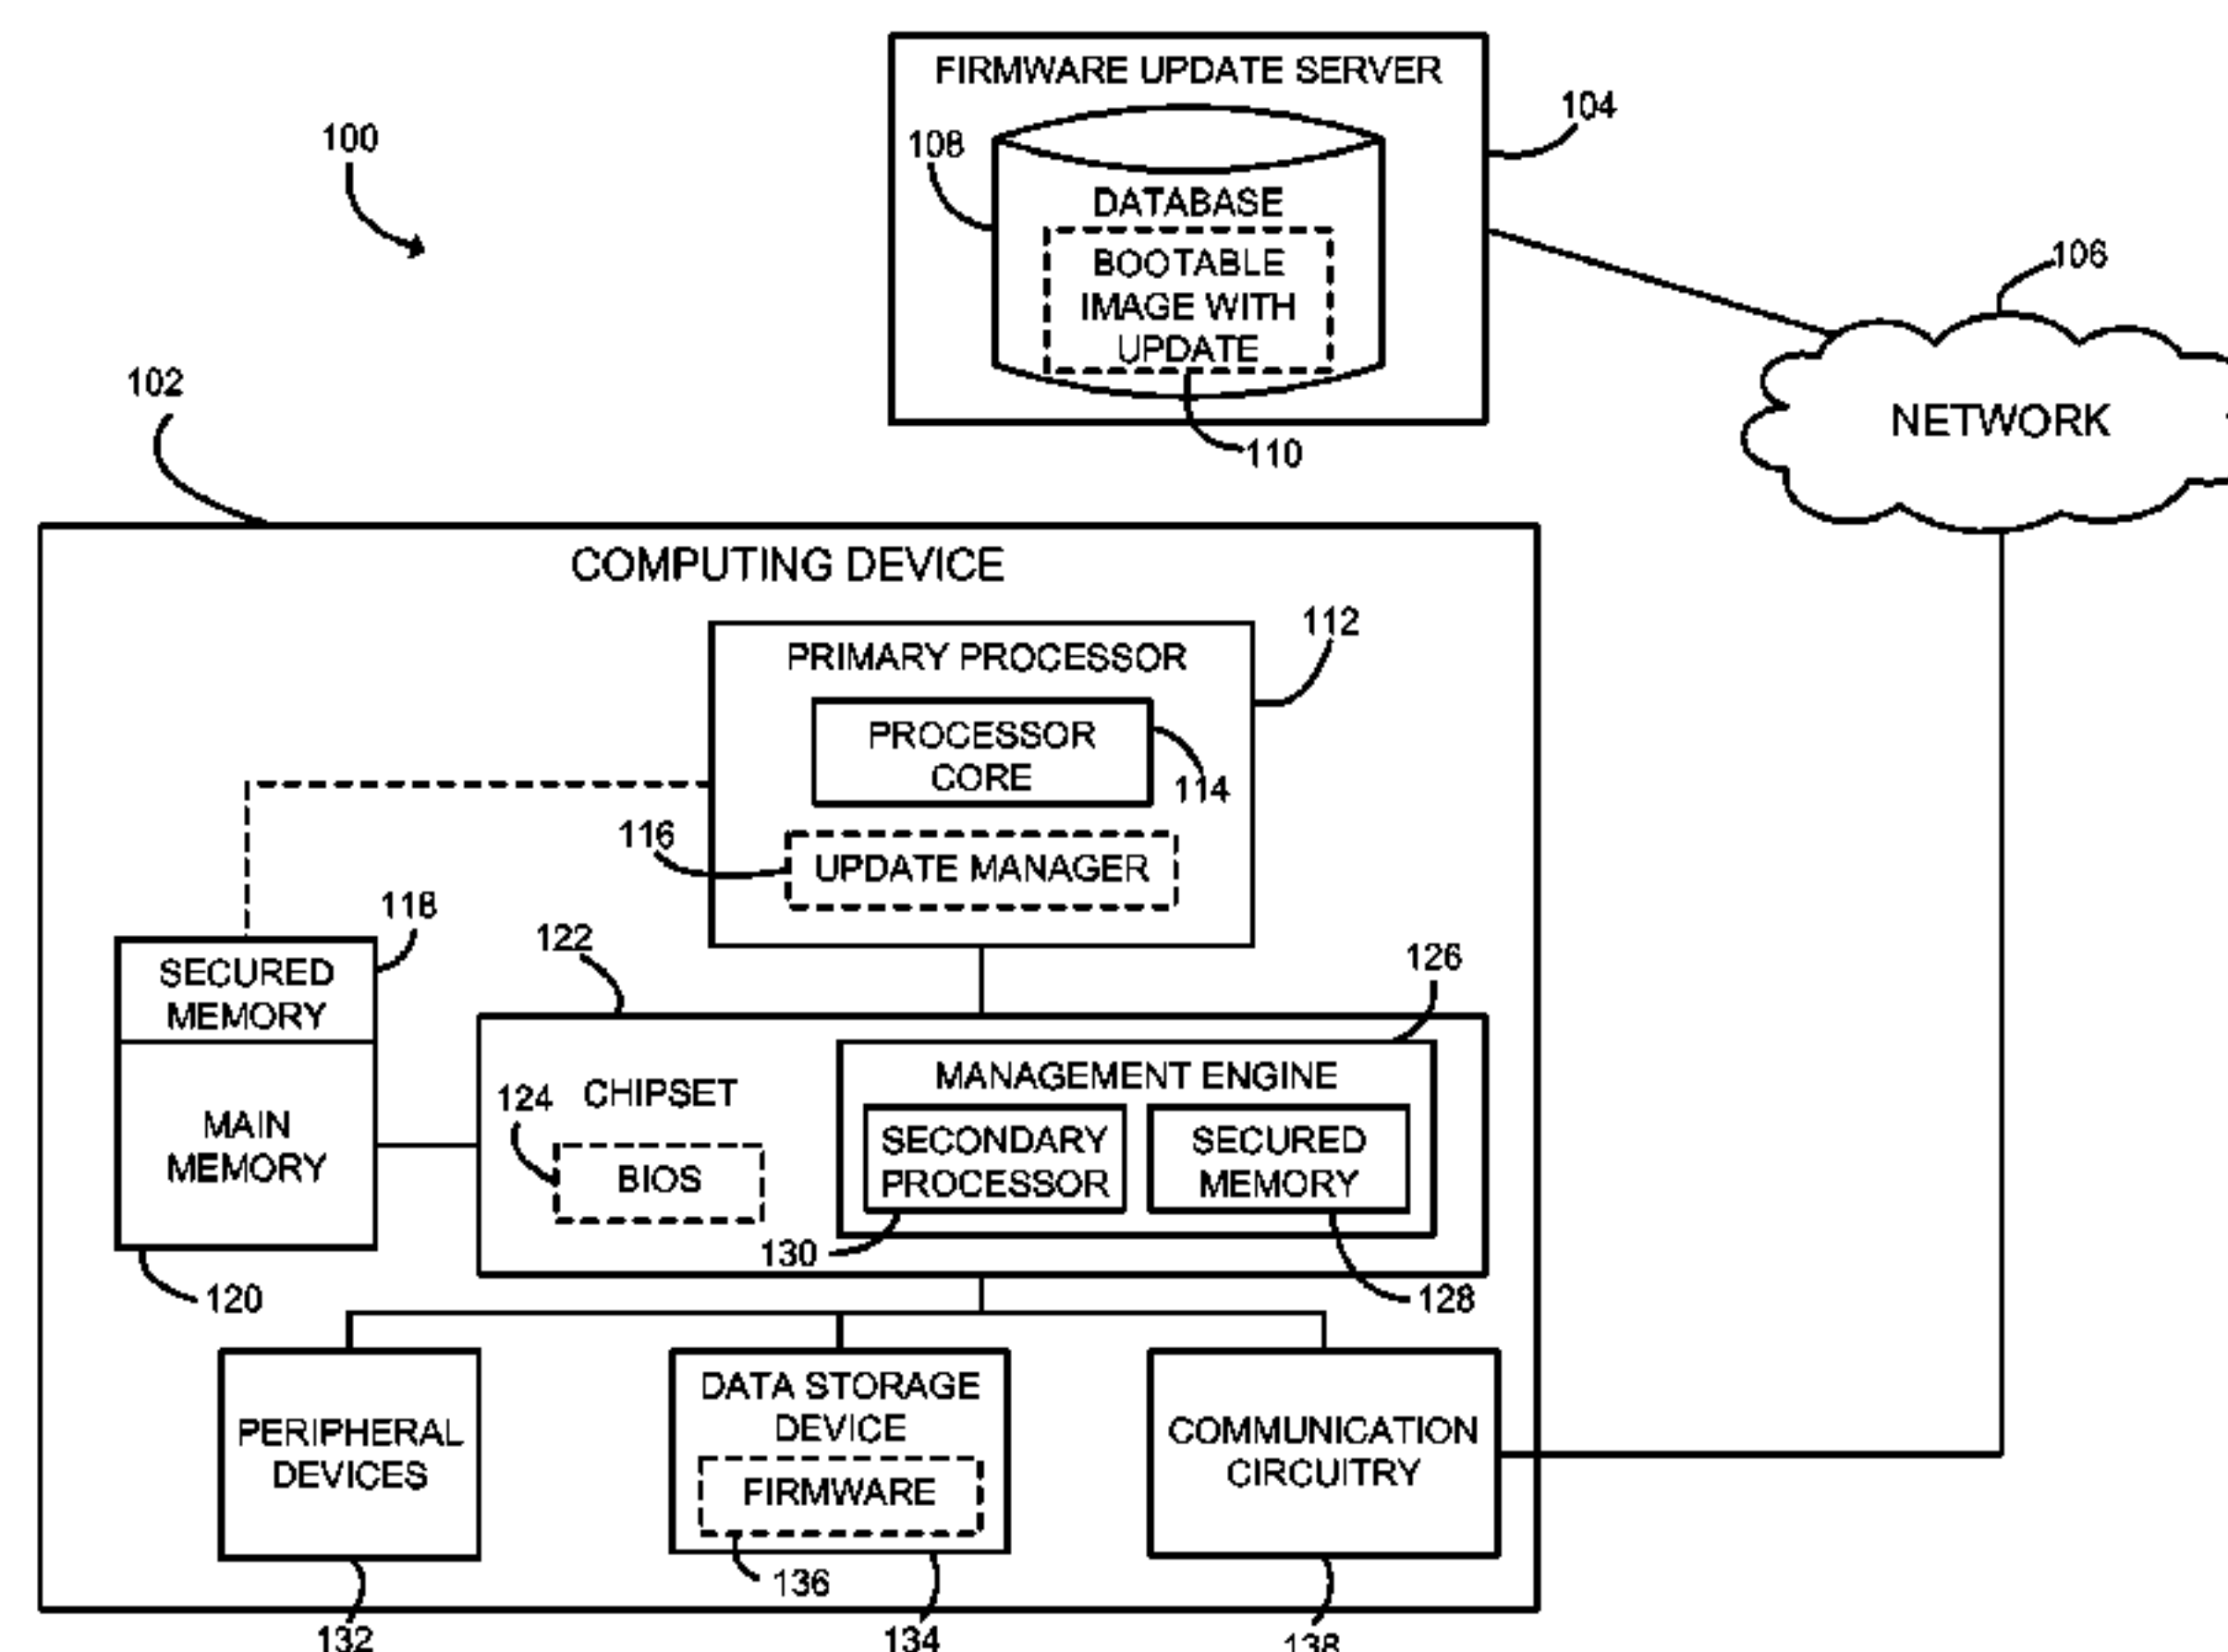 FIRMWARE UPDATE SERVER
104
100
108
DATABASE
BOOTABLE
IMAGE WITH
UPDATE
110
106
NETWORK
102
COMPUTING DEVICE
112
PRIMARY PROCESSOR
PROCESSOR
CORE
114
116
UPDATE MANAGER
118
SECURED
MEMORY
MAIN
MEMORY
120
122
126
CHIPSET
124
BIOS
MANAGEMENT ENGINE
SECONDARY
PROCESSOR
SECURED
MEMORY
130
128
PERIPHERAL
DEVICES
DATA STORAGE
DEVICE
FIRMWARE
136
COMMUNICATION
CIRCUITRY
132
134
138